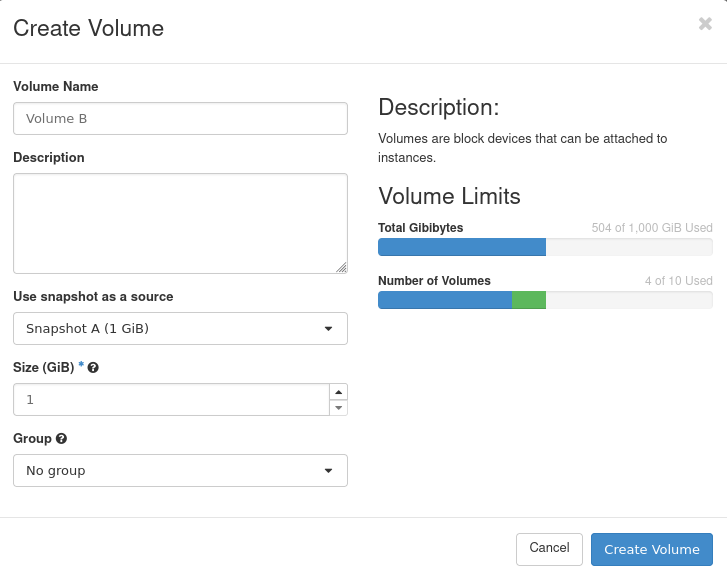 Create Volume
Volume Name
Volume B
Description
Use snapshot as a source
Snapshot A (1 GiB)
Size (GiB) *
1
Group
No group
Description:
Volumes are block devices that can be attached to
instances.
Volume Limits
Total Gibibytes 504 of 1,000 GiB Used
Number of Volumes 4 of 10 Used
Cancel Create Volume